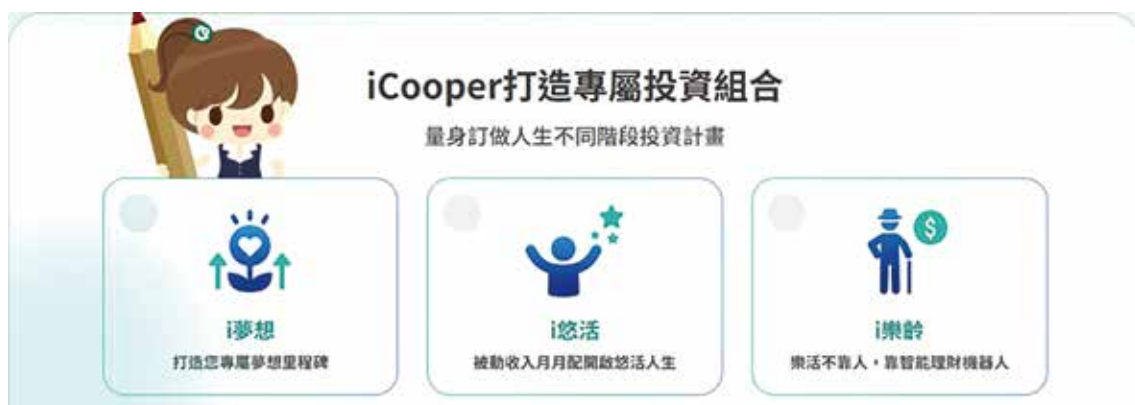 iCooper打造專屬投資組合
量身訂做人生不同階段投資計畫
i夢想
打造您專屬夢想里程碑
i悠活
被動收入月月配開啟悠活人生
i樂齡
樂活不靠人，靠智能理財機器人
$